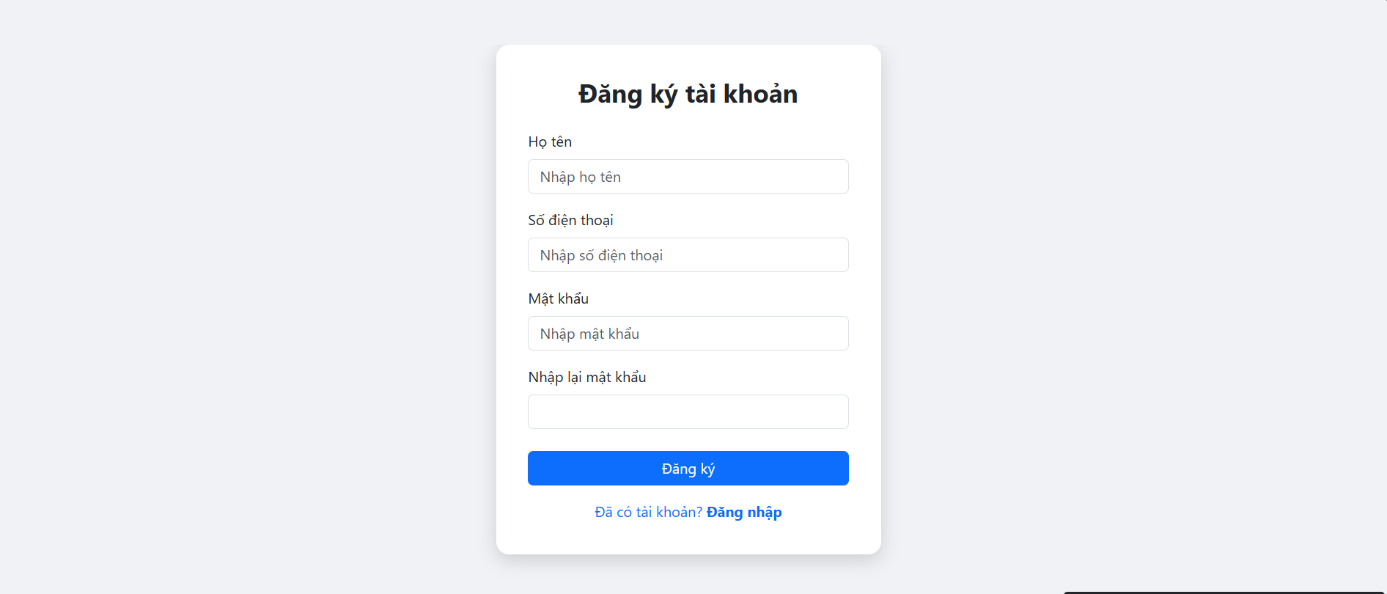 Đăng ký tài khoản
Họ tên
Nhập họ tên
Số điện thoại
Nhập số điện thoại
Mật khẩu
Nhập mật khẩu
Nhập lại mật khẩu
Đăng ký
Đã có tài khoản? Đăng nhập